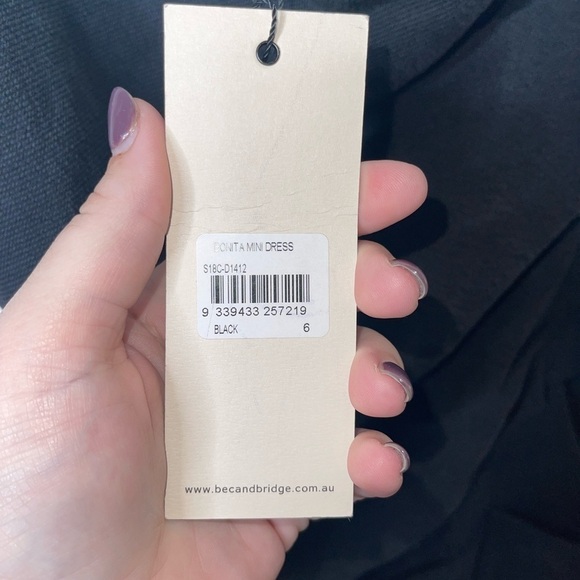 BONITA MINI DRESS
S18C-D1412
9 339433 257219
BLACK 6
www.becandbridge.com.au